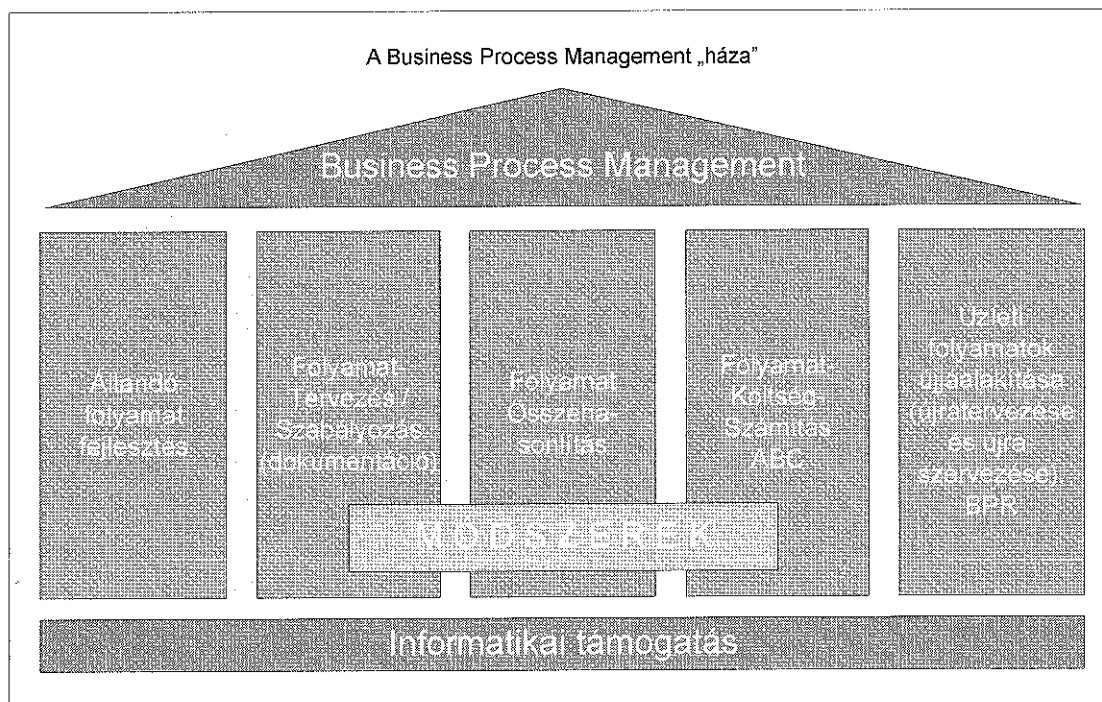 A Business Process Management „háza”
Business Process Management
Állandó
folyamat
fejlesztés
Folyamat-
Tervezés /
Szabályozás
(dokumentáció)
Folyamat
Összeha-
sonlítás
Folyamat-
Költség-
Számítás
ABC
Üzleti
folyamatok
újjáalakítása
(újratervezése
és újra-
szervezése)
BPR
MÓDSZEREK
Informatikai támogatás